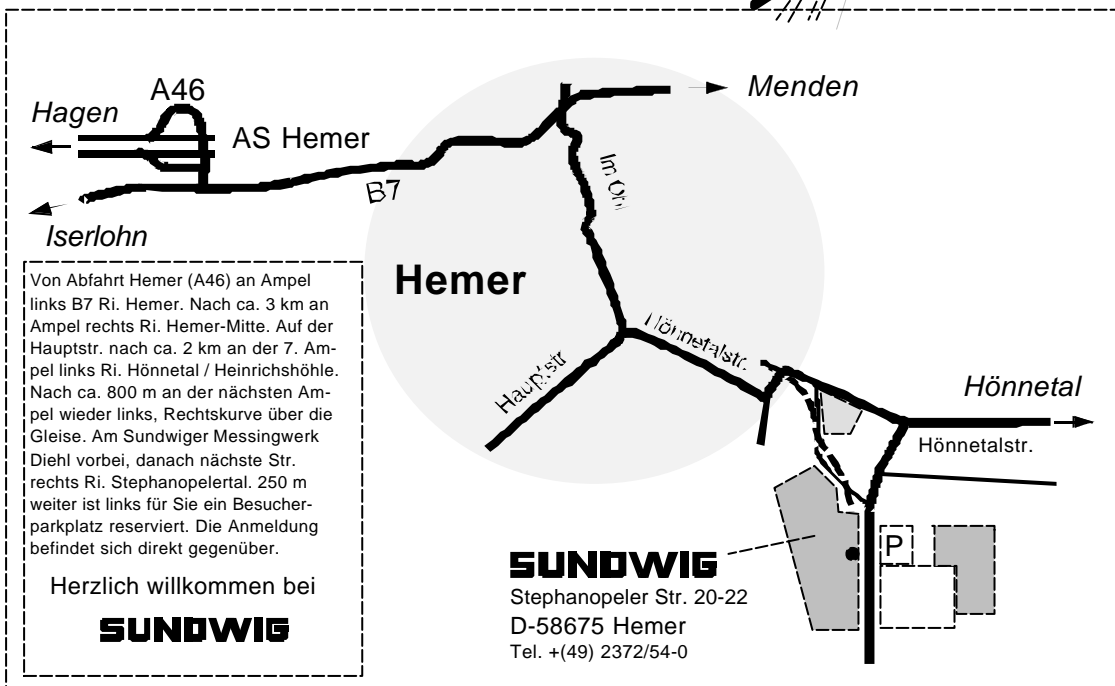 A46
Hagen
AS Hemer
Menden
B7
Iserlohn
Hemer
Hauptstr
Hönnetalstr.
Hönnetal
Hönnetalstr.
P
Von Abfahrt Hemer (A46) an Ampel
links B7 Ri. Hemer. Nach ca. 3 km an
Ampel rechts Ri. Hemer-Mitte. Auf der
Hauptstr. nach ca. 2 km an der 7. Am-
pel links Ri. Hönnetal / Heinrichshöhle.
Nach ca. 800 m an der nächsten Am-
pel wieder links, Rechtskurve über die
Gleise. Am Sundwiger Messingwerk
Diehl vorbei, danach nächste Str.
rechts Ri. Stephanopelertal. 250 m
weiter ist links für Sie ein Besucher-
parkplatz reserviert. Die Anmeldung
befindet sich direkt gegenüber.
Herzlich willkommen bei
SUNDWIG
SUNDWIG
Stephanopeler Str. 20-22
D-58675 Hemer
Tel. +(49) 2372/54-0